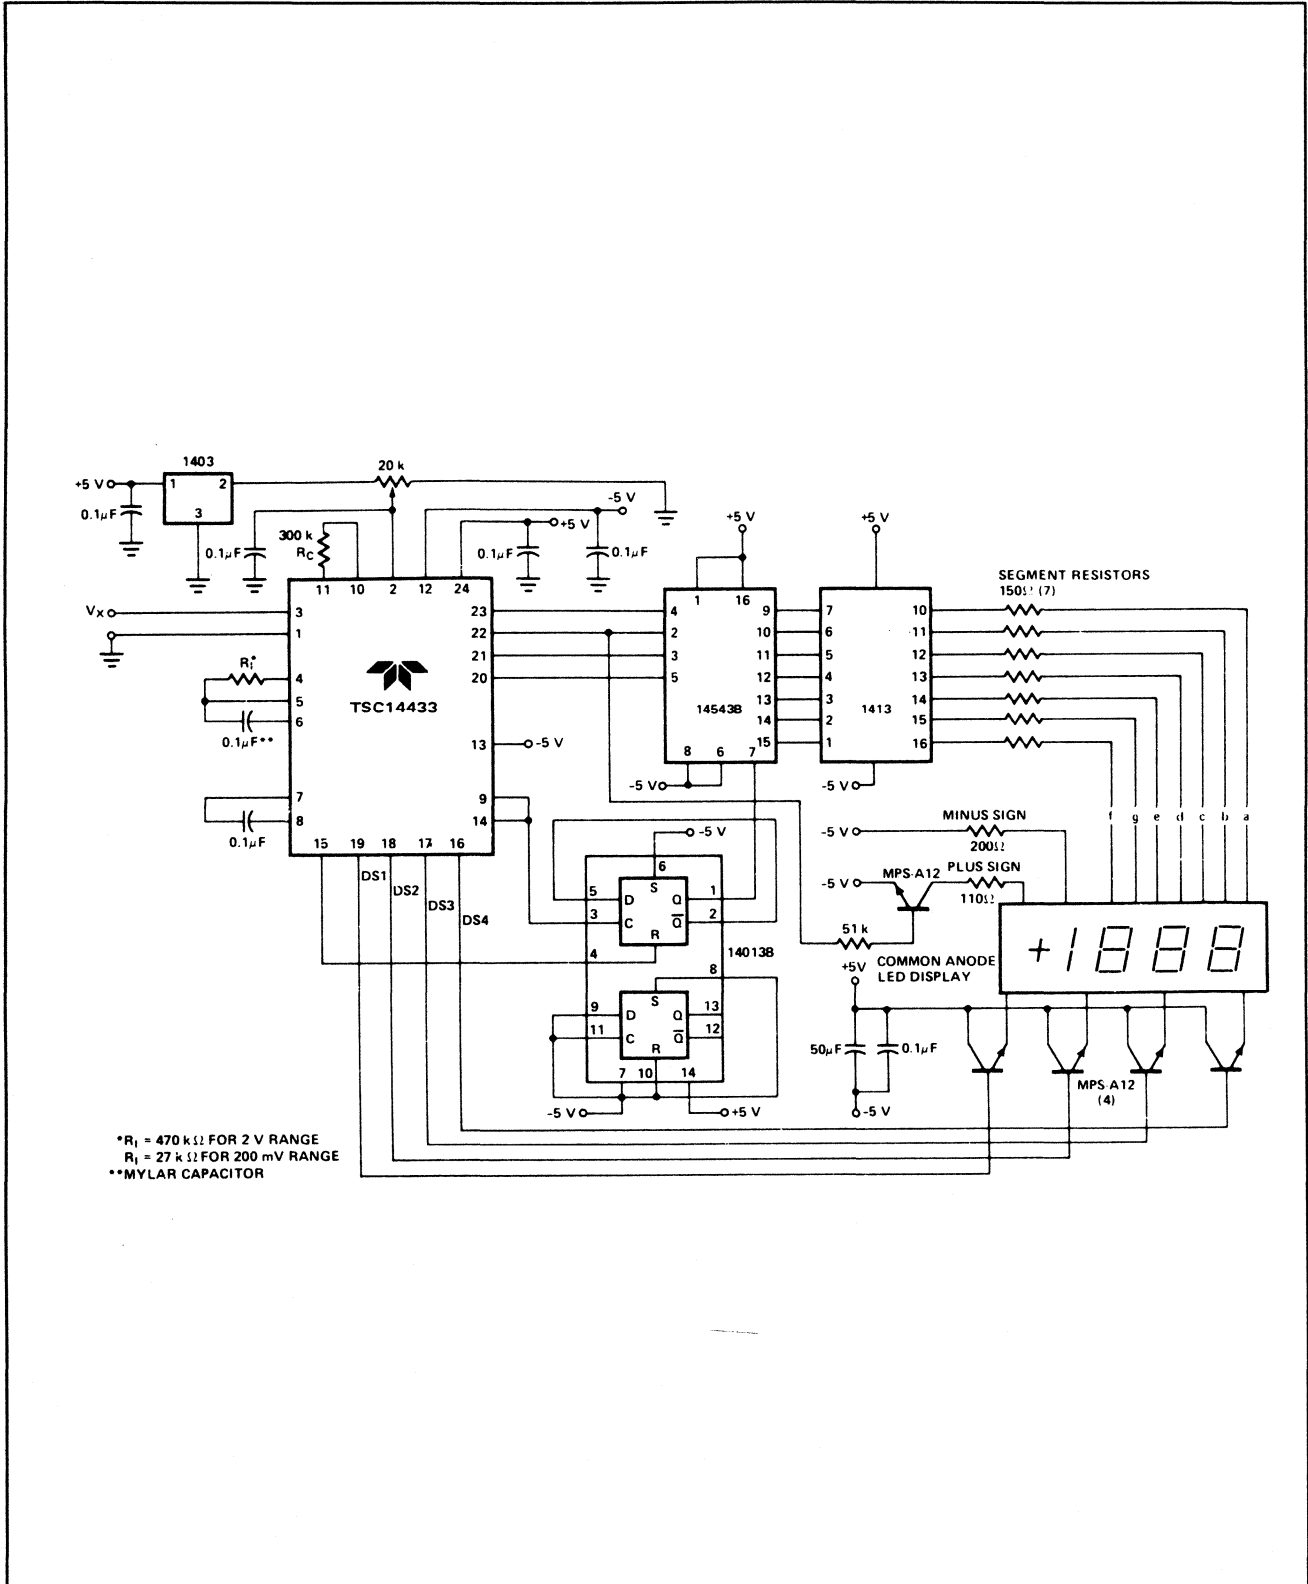 1403
+5 V
1
2
3
0.1µF
20 k
-5 V
+5 V
300 k
RC
0.1µF
0.1µF
0.1µF
11
10
2
12
24
VX
3
1
RI*
4
5
6
0.1µF**
7
8
0.1µF
TSC14433
23
22
21
20
13
-5 V
9
14
15
19
18
17
16
DS1
DS2
DS3
DS4
+5 V
1
16
4
2
3
5
9
10
11
12
13
14
15
14543B
8
6
7
-5 V
+5 V
7
6
5
4
3
2
1
1413
10
11
12
13
14
15
16
-5 V
SEGMENT RESISTORS
150Ω (7)
f
g
e
d
c
b
a
MINUS SIGN
-5 V
200Ω
MPS-A12
PLUS SIGN
-5 V
110Ω
51 k
-5 V
6
5
D
S
Q
1
3
C
Q
2
R
4
14013B
8
9
D
S
Q
13
11
C
Q
12
R
7
10
14
-5 V
+5 V
+5V
COMMON ANODE
LED DISPLAY
+1888
50µF
0.1µF
-5 V
MPS-A12
(4)
*RI = 470 kΩ FOR 2 V RANGE
RI = 27 kΩ FOR 200 mV RANGE
**MYLAR CAPACITOR